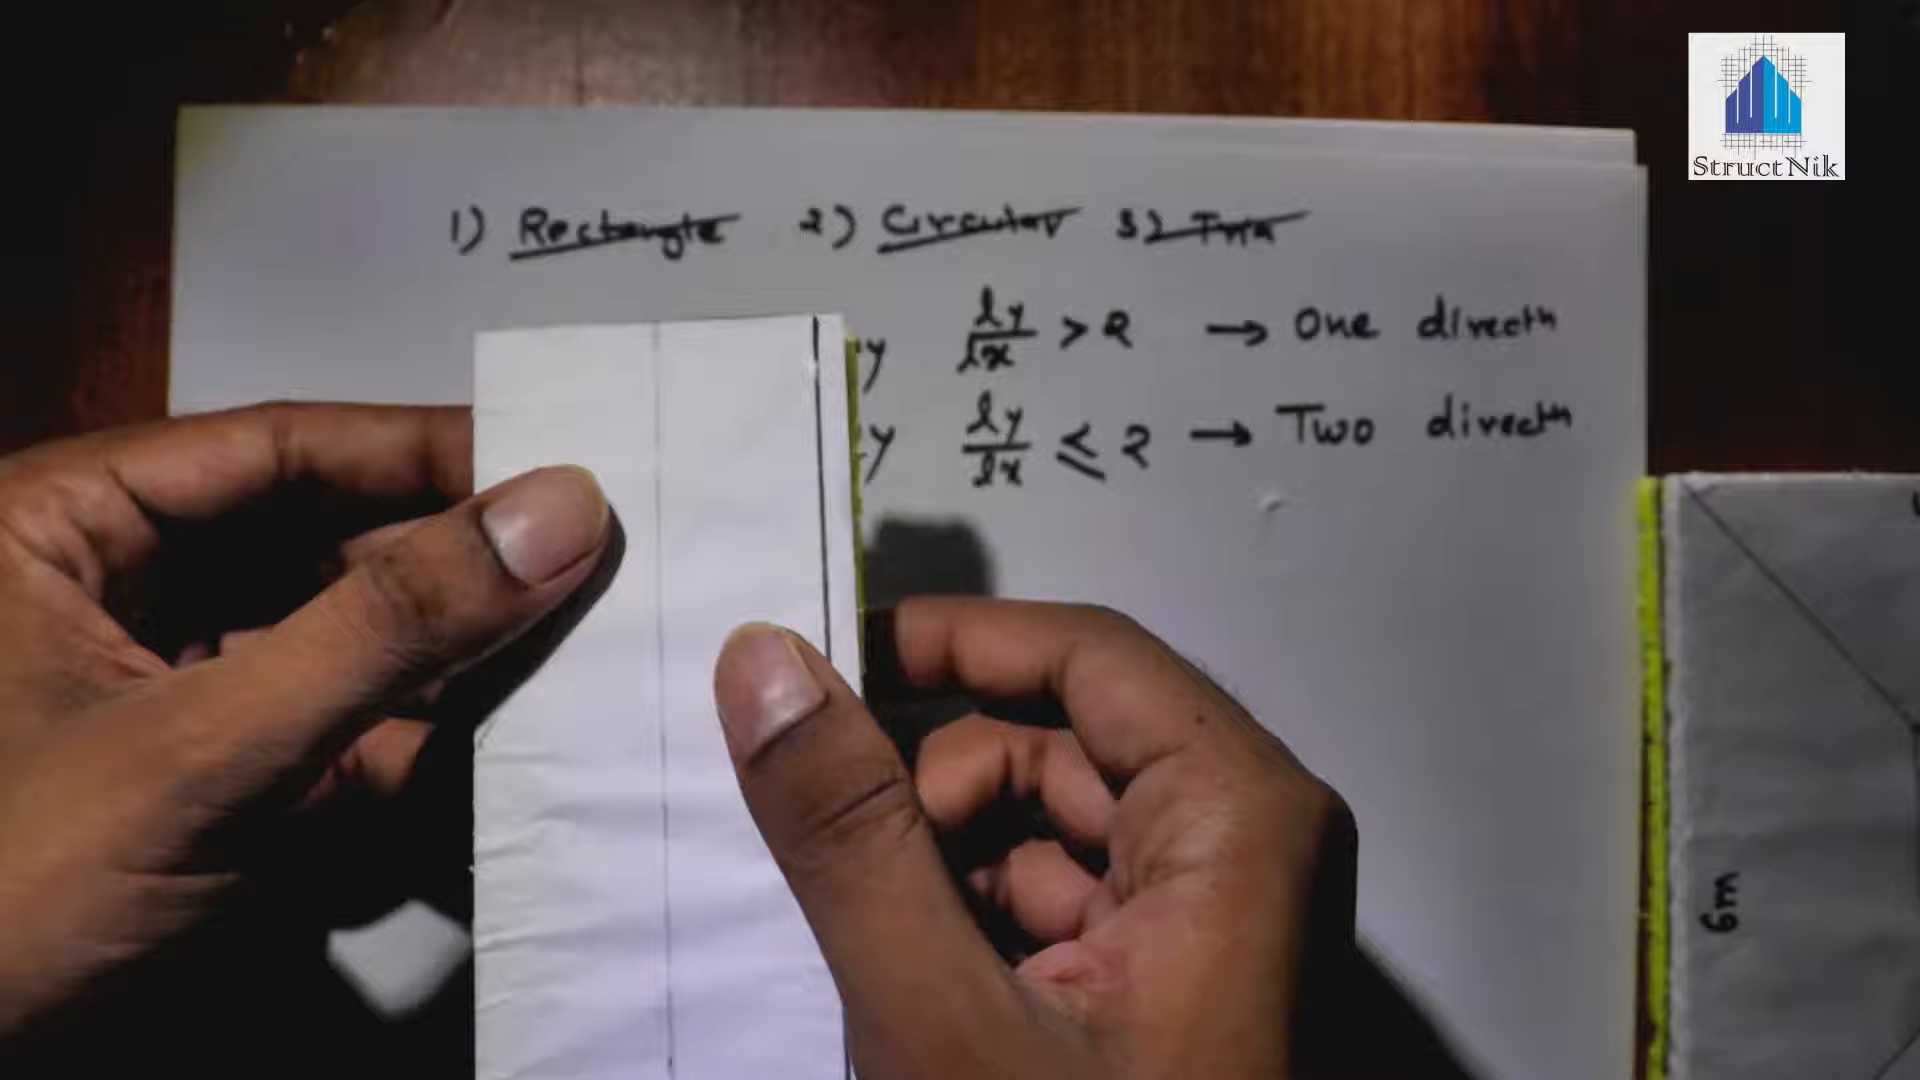 StructNik
1) Rectangle 2) Circular 3) Tria
y ly/lx > 2 → One directn
y ly/lx ≤ 2 → Two directn
6m